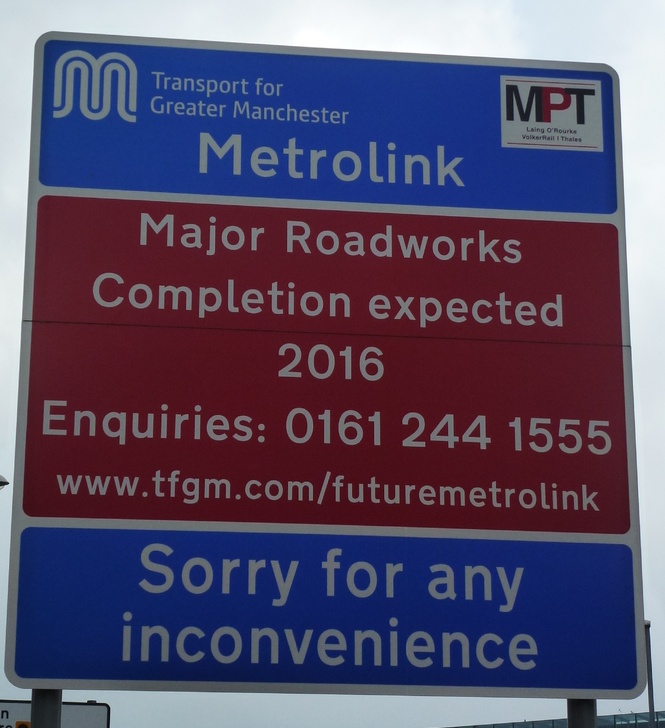 Transport for
Greater Manchester
MPT
Laing O'Rourke
VolkerRail | Thales
Metrolink
Major Roadworks
Completion expected
2016
Enquiries: 0161 244 1555
www.tfgm.com/futuremetrolink
Sorry for any
inconvenience